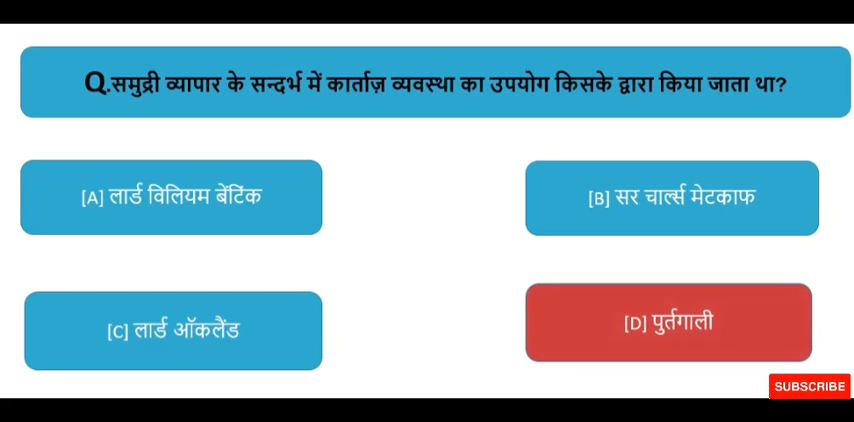 Q.समुद्री व्यापार के सन्दर्भ में कार्ताज़ व्यवस्था का उपयोग किसके द्वारा किया जाता था?
[A] लार्ड विलियम बेंटिंक
[B] सर चार्ल्स मेटकाफ
[C] लार्ड ऑकलैंड
[D] पुर्तगाली
SUBSCRIBE